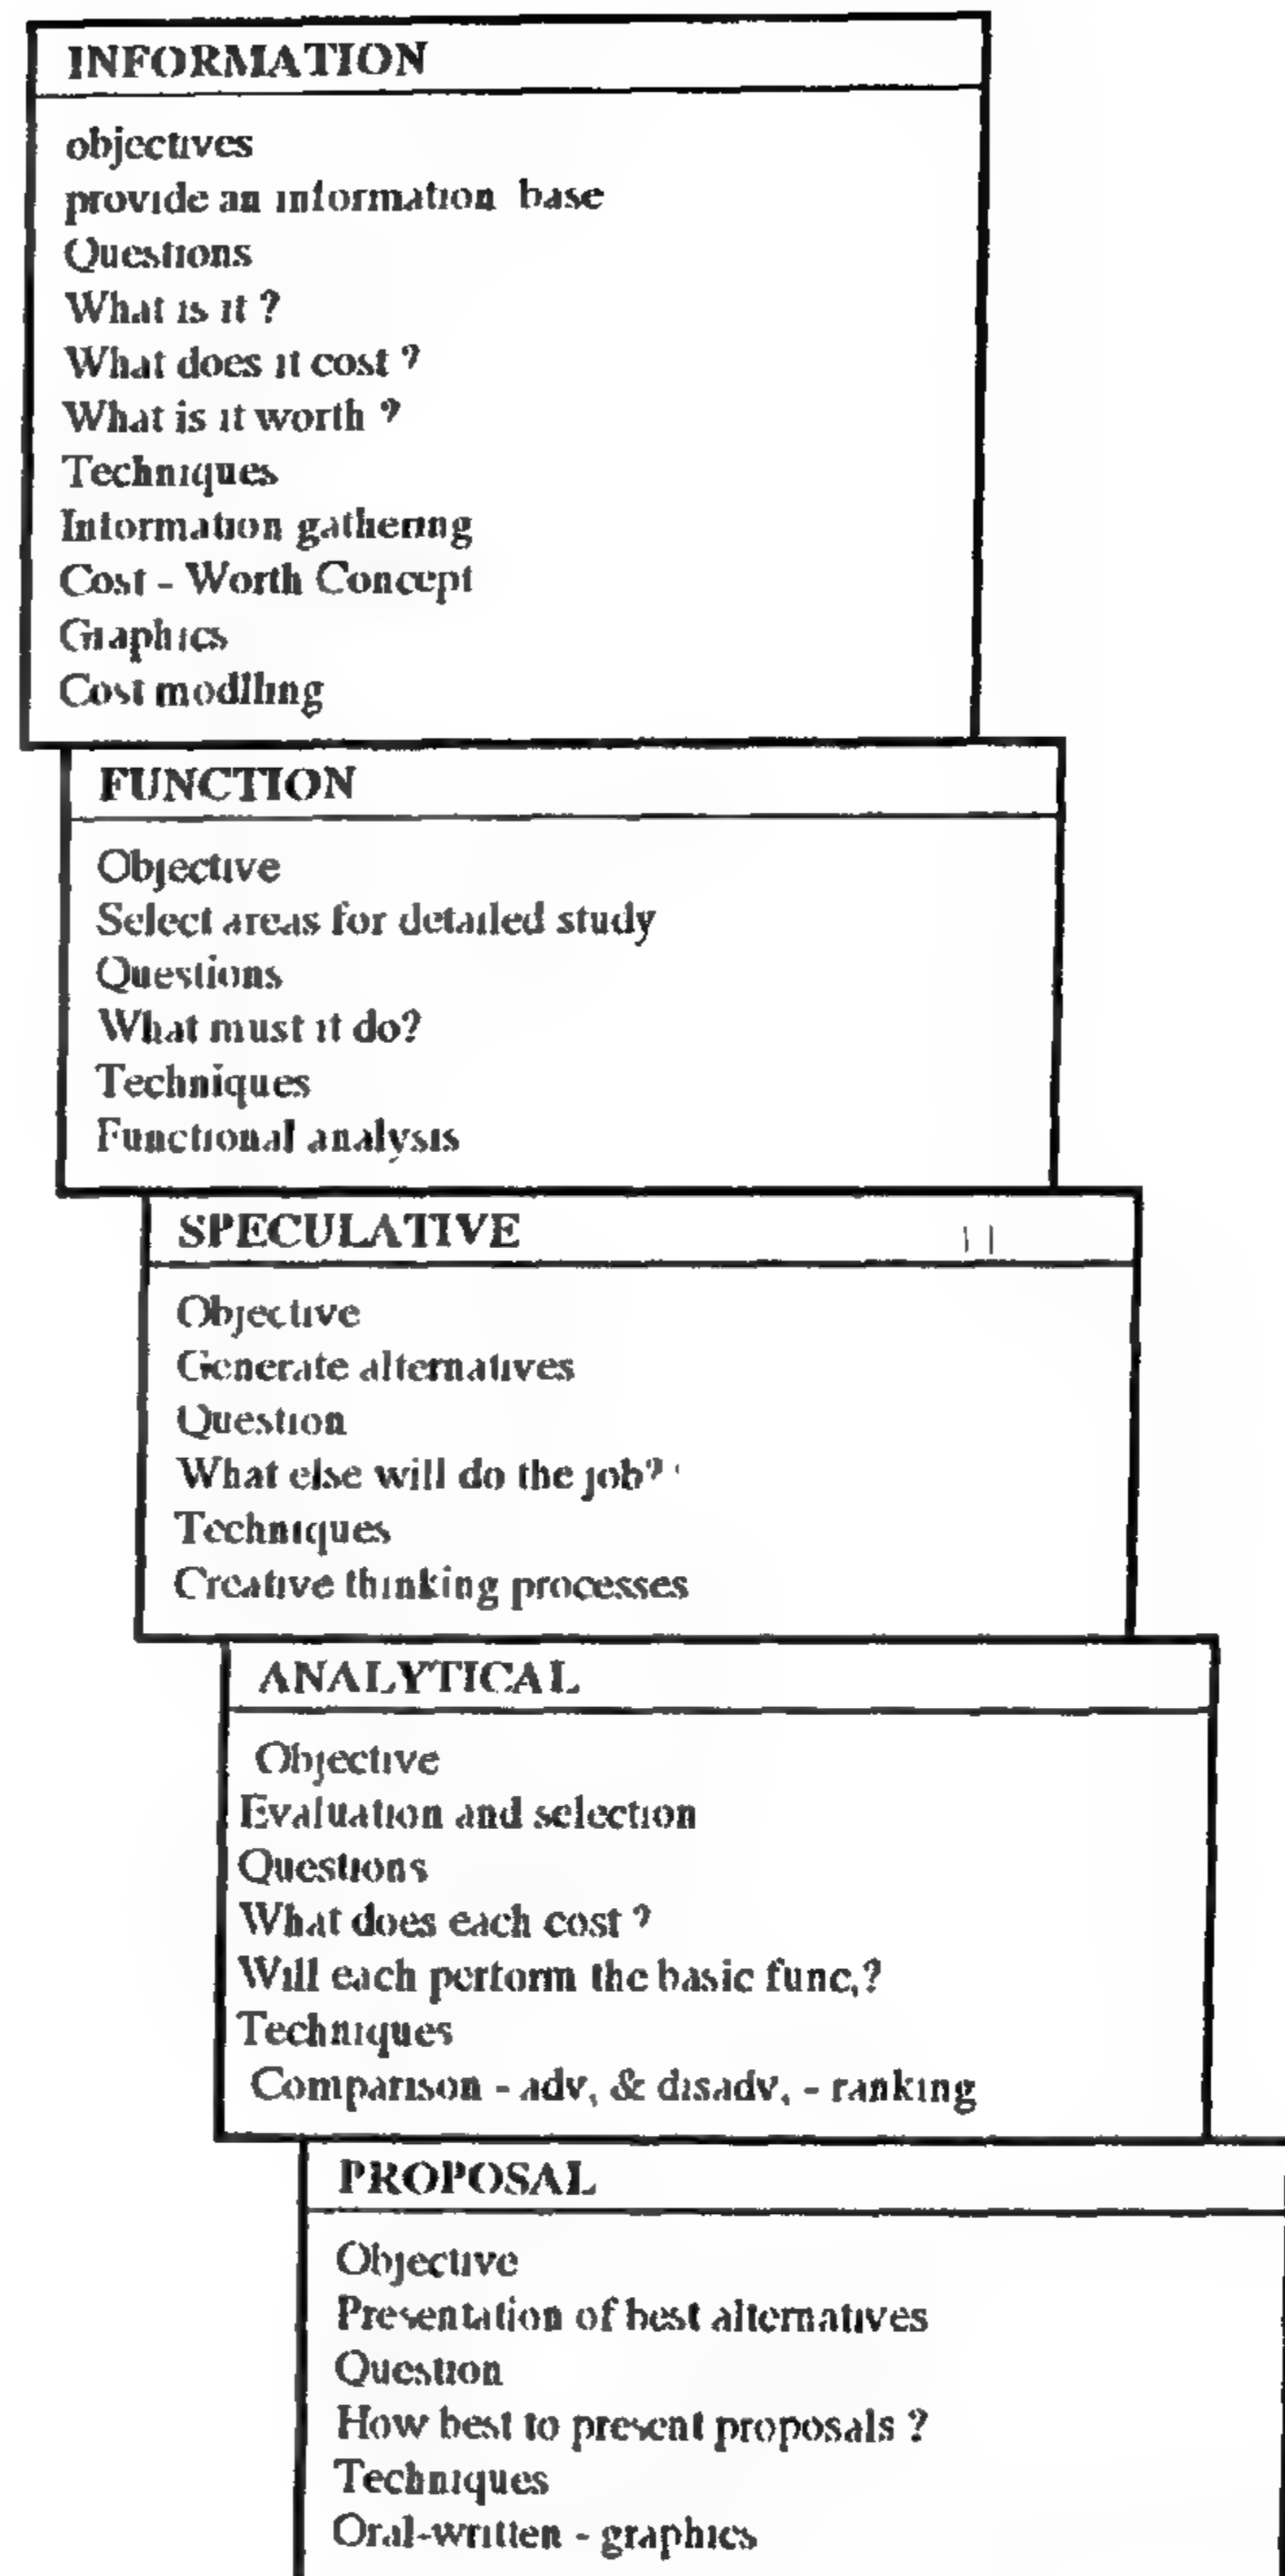 INFORMATION
objectives
provide an information base
Questions
What is it ?
What does it cost ?
What is it worth ?
Techniques
Information gathering
Cost - Worth Concept
Graphics
Cost modlling
FUNCTION
Objective
Select areas for detailed study
Questions
What must it do?
Techniques
Functional analysis
SPECULATIVE
Objective
Generate alternatives
Question
What else will do the job?
Techniques
Creative thinking processes
ANALYTICAL
Objective
Evaluation and selection
Questions
What does each cost ?
Will each perform the basic func,?
Techniques
Comparison - adv, & disadv, - ranking
PROPOSAL
Objective
Presentation of best alternatives
Question
How best to present proposals ?
Techniques
Oral-written - graphics